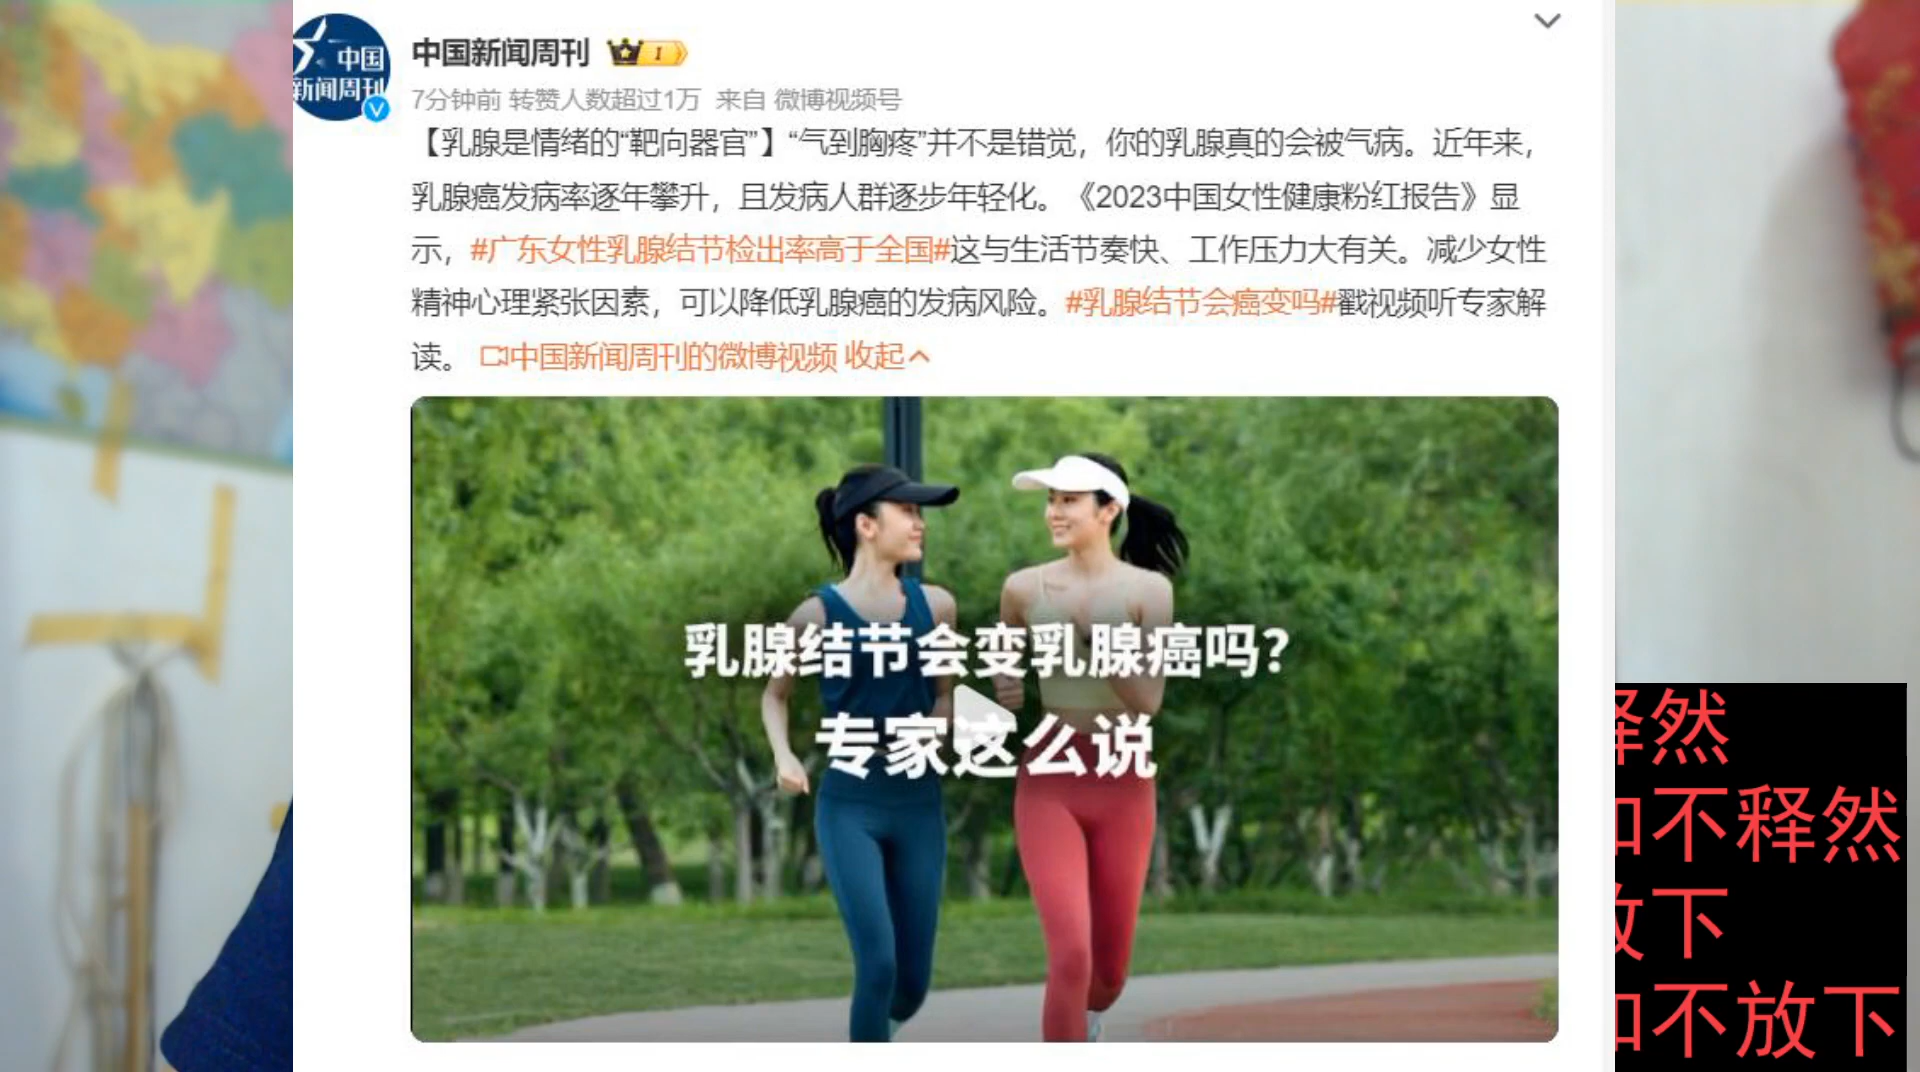 中国
新闻周刊
中国新闻周刊
7分钟前 转赞人数超过1万 来自 微博视频号
【乳腺是情绪的“靶向器官”】“气到胸疼”并不是错觉，你的乳腺真的会被气病。近年来，
乳腺癌发病率逐年攀升，且发病人群逐步年轻化。《2023中国女性健康粉红报告》显
示，#广东女性乳腺结节检出率高于全国#这与生活节奏快、工作压力大有关。减少女性
精神心理紧张因素，可以降低乳腺癌的发病风险。#乳腺结节会癌变吗#戳视频听专家解
读。 中国新闻周刊的微博视频 收起
乳腺结节会变乳腺癌吗？
专家这么说
释然
和不释然
放下
和不放下